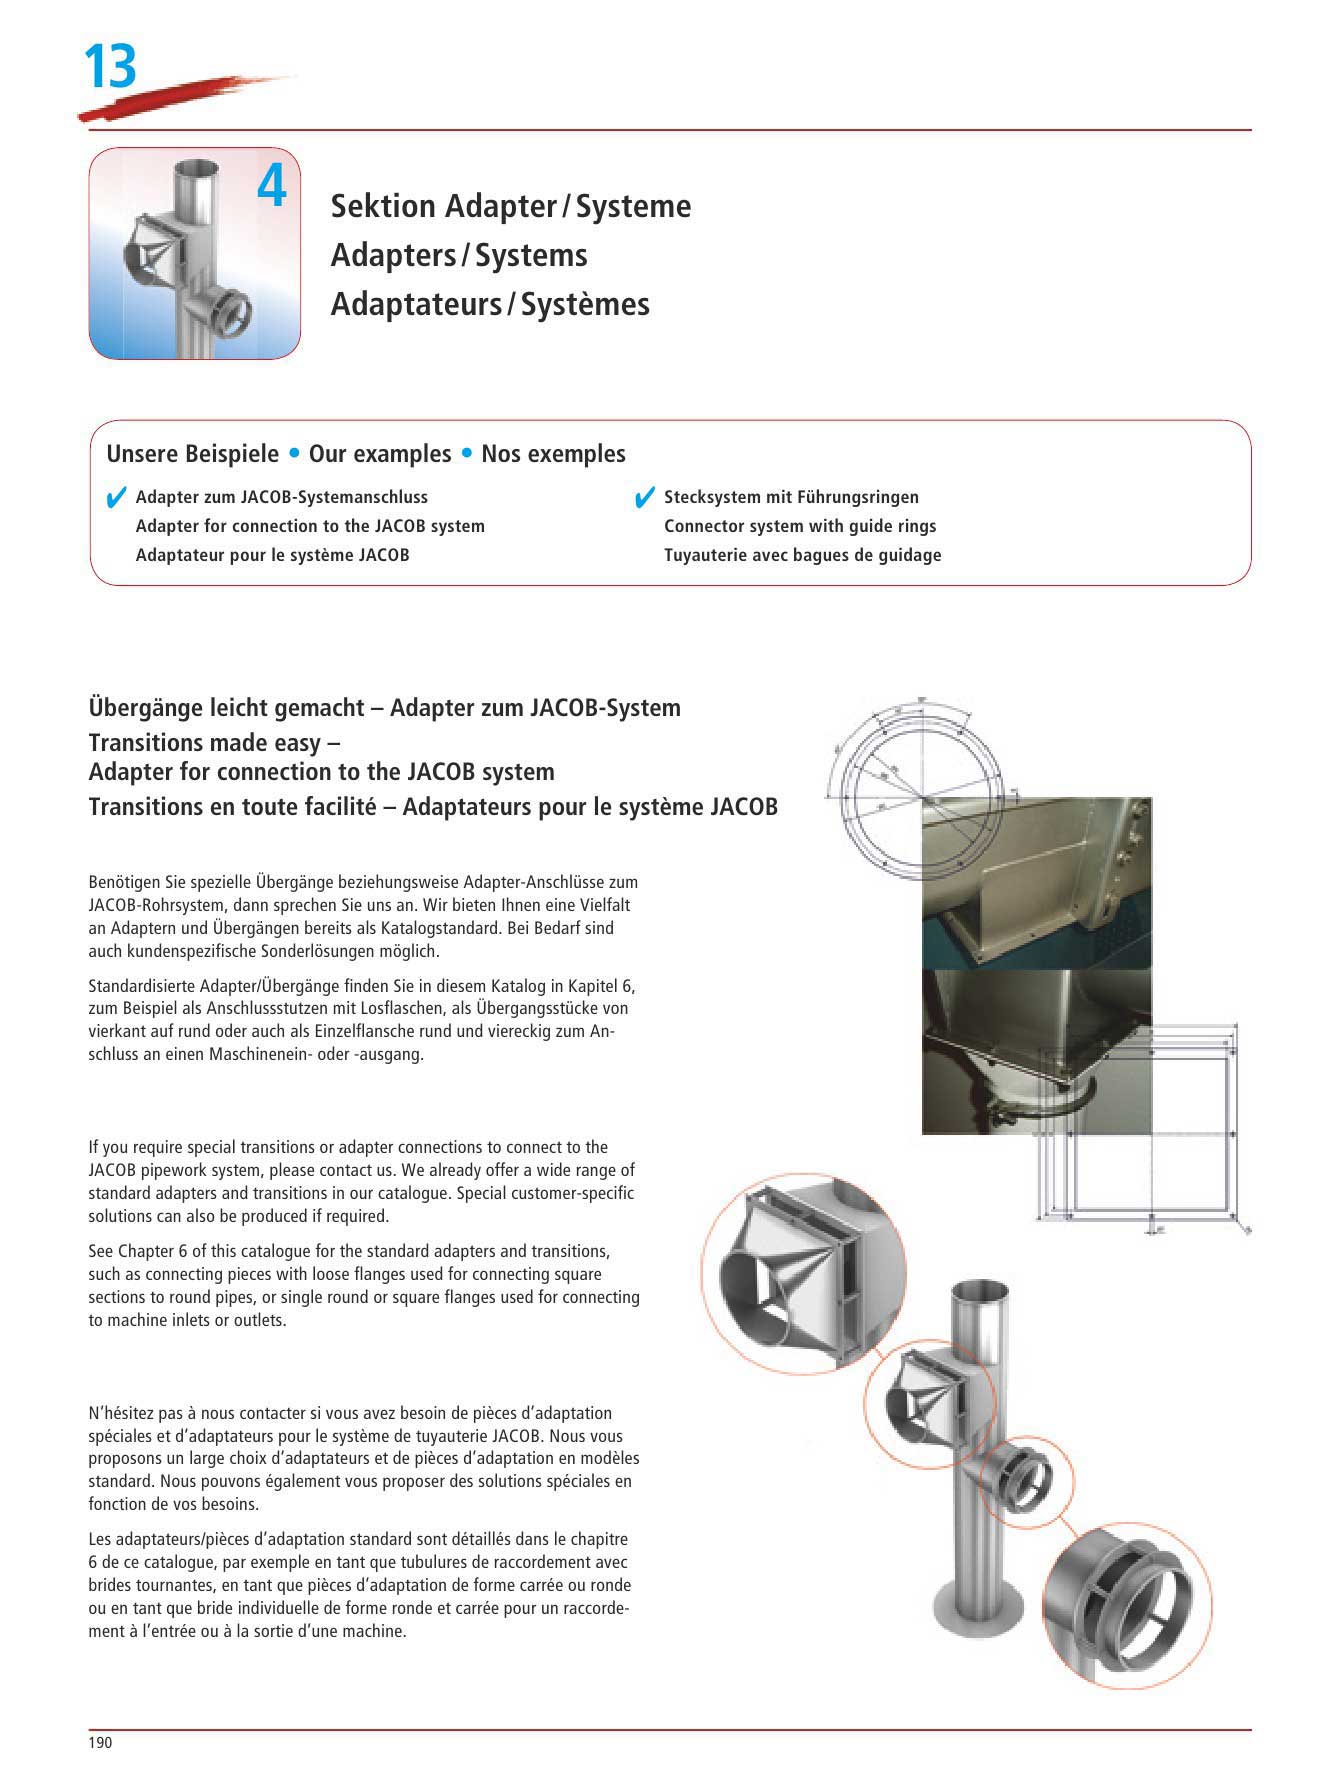 13
4
Sektion Adapter / Systeme
Adapters / Systems
Adaptateurs / Systèmes
Unsere Beispiele • Our examples • Nos exemples
✔ Adapter zum JACOB-Systemanschluss
Adapter for connection to the JACOB system
Adaptateur pour le système JACOB
✔ Stecksystem mit Führungsringen
Connector system with guide rings
Tuyauterie avec bagues de guidage
Übergänge leicht gemacht – Adapter zum JACOB-System
Transitions made easy –
Adapter for connection to the JACOB system
Transitions en toute facilité – Adaptateurs pour le système JACOB
Benötigen Sie spezielle Übergänge beziehungsweise Adapter-Anschlüsse zum
JACOB-Rohrsystem, dann sprechen Sie uns an. Wir bieten Ihnen eine Vielfalt
an Adaptern und Übergängen bereits als Katalogstandard. Bei Bedarf sind
auch kundenspezifische Sonderlösungen möglich.
Standardisierte Adapter/Übergänge finden Sie in diesem Katalog in Kapitel 6,
zum Beispiel als Anschlussstutzen mit Losflaschen, als Übergangsstücke von
vierkant auf rund oder auch als Einzelflansche rund und viereckig zum An-
schluss an einen Maschinenein- oder -ausgang.
If you require special transitions or adapter connections to connect to the
JACOB pipework system, please contact us. We already offer a wide range of
standard adapters and transitions in our catalogue. Special customer-specific
solutions can also be produced if required.
See Chapter 6 of this catalogue for the standard adapters and transitions,
such as connecting pieces with loose flanges used for connecting square
sections to round pipes, or single round or square flanges used for connecting
to machine inlets or outlets.
N’hésitez pas à nous contacter si vous avez besoin de pièces d’adaptation
spéciales et d’adaptateurs pour le système de tuyauterie JACOB. Nous vous
proposons un large choix d’adaptateurs et de pièces d’adaptation en modèles
standard. Nous pouvons également vous proposer des solutions spéciales en
fonction de vos besoins.
Les adaptateurs/pièces d’adaptation standard sont détaillés dans le chapitre
6 de ce catalogue, par exemple en tant que tubulures de raccordement avec
brides tournantes, en tant que pièces d’adaptation de forme carrée ou ronde
ou en tant que bride individuelle de forme ronde et carrée pour un raccorde-
ment à l’entrée ou à la sortie d’une machine.
190